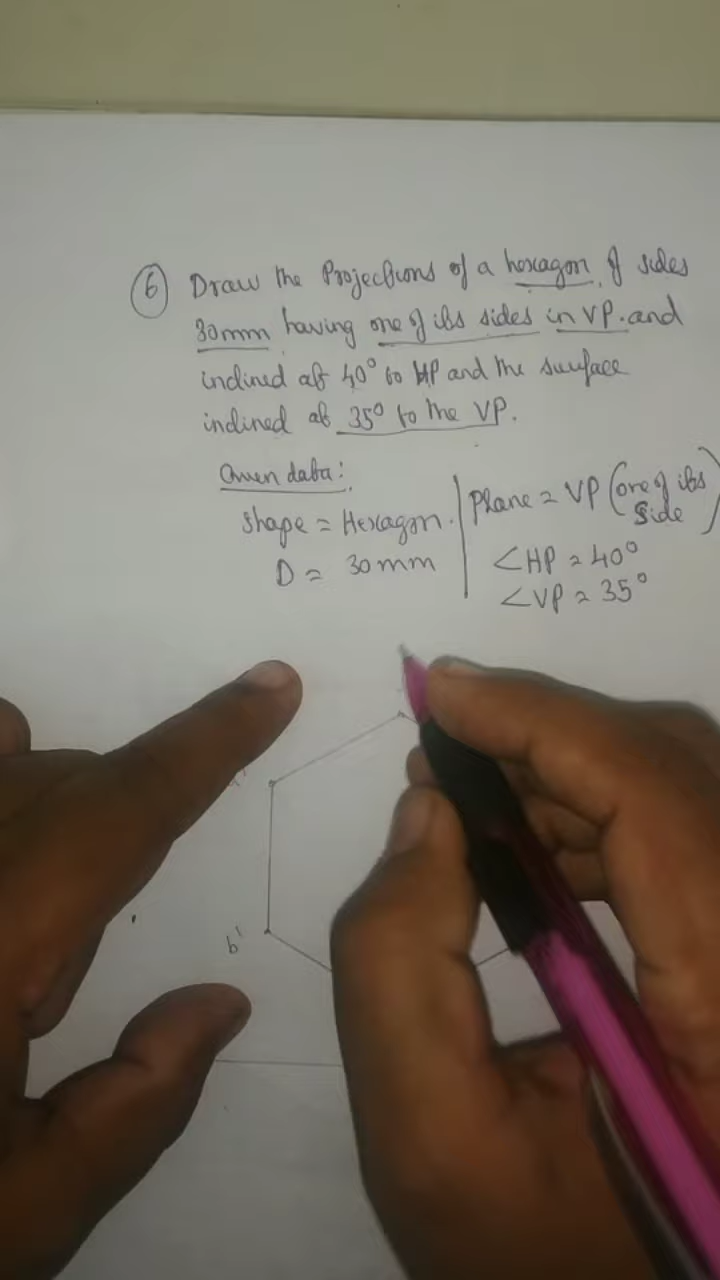 6 Draw the Projections of a hexagon of sides
30mm having one of its sides in VP. and
inclined at 40° to HP and the surface
inclined at 35° to the VP.
Given data:
shape = Hexagon.
D = 30mm
Plane = VP (one of its
side)
∠HP = 40°
∠VP = 35°
a'
b'